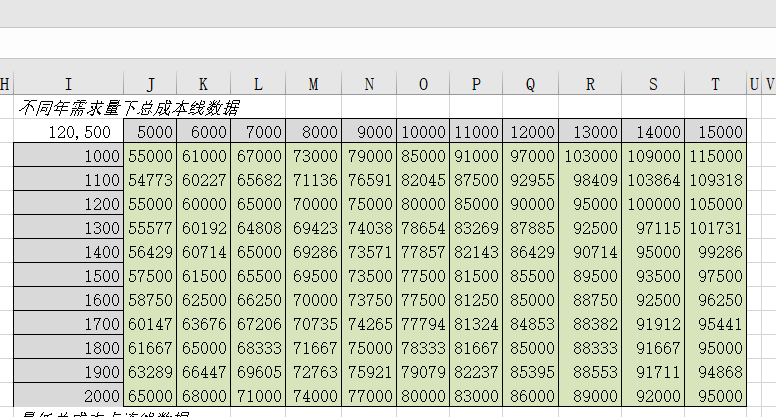 H I J K L M N O P Q R S T U V
不同年需求量下总成本线数据
120,500 5000 6000 7000 8000 9000 10000 11000 12000 13000 14000 15000
1000 55000 61000 67000 73000 79000 85000 91000 97000 103000 109000 115000
1100 54773 60227 65682 71136 76591 82045 87500 92955 98409 103864 109318
1200 55000 60000 65000 70000 75000 80000 85000 90000 95000 100000 105000
1300 55577 60192 64808 69423 74038 78654 83269 87885 92500 97115 101731
1400 56429 60714 65000 69286 73571 77857 82143 86429 90714 95000 99286
1500 57500 61500 65500 69500 73500 77500 81500 85500 89500 93500 97500
1600 58750 62500 66250 70000 73750 77500 81250 85000 88750 92500 96250
1700 60147 63676 67206 70735 74265 77794 81324 84853 88382 91912 95441
1800 61667 65000 68333 71667 75000 78333 81667 85000 88333 91667 95000
1900 63289 66447 69605 72763 75921 79079 82237 85395 88553 91711 94868
2000 65000 68000 71000 74000 77000 80000 83000 86000 89000 92000 95000